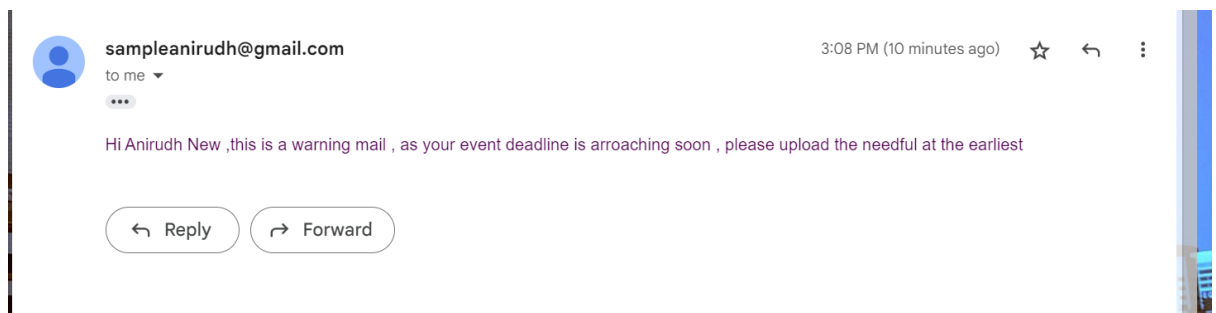 sampleanirudh@gmail.com
3:08 PM (10 minutes ago)
to me
Hi Anirudh New ,this is a warning mail , as your event deadline is arroaching soon , please upload the needful at the earliest
Reply
Forward